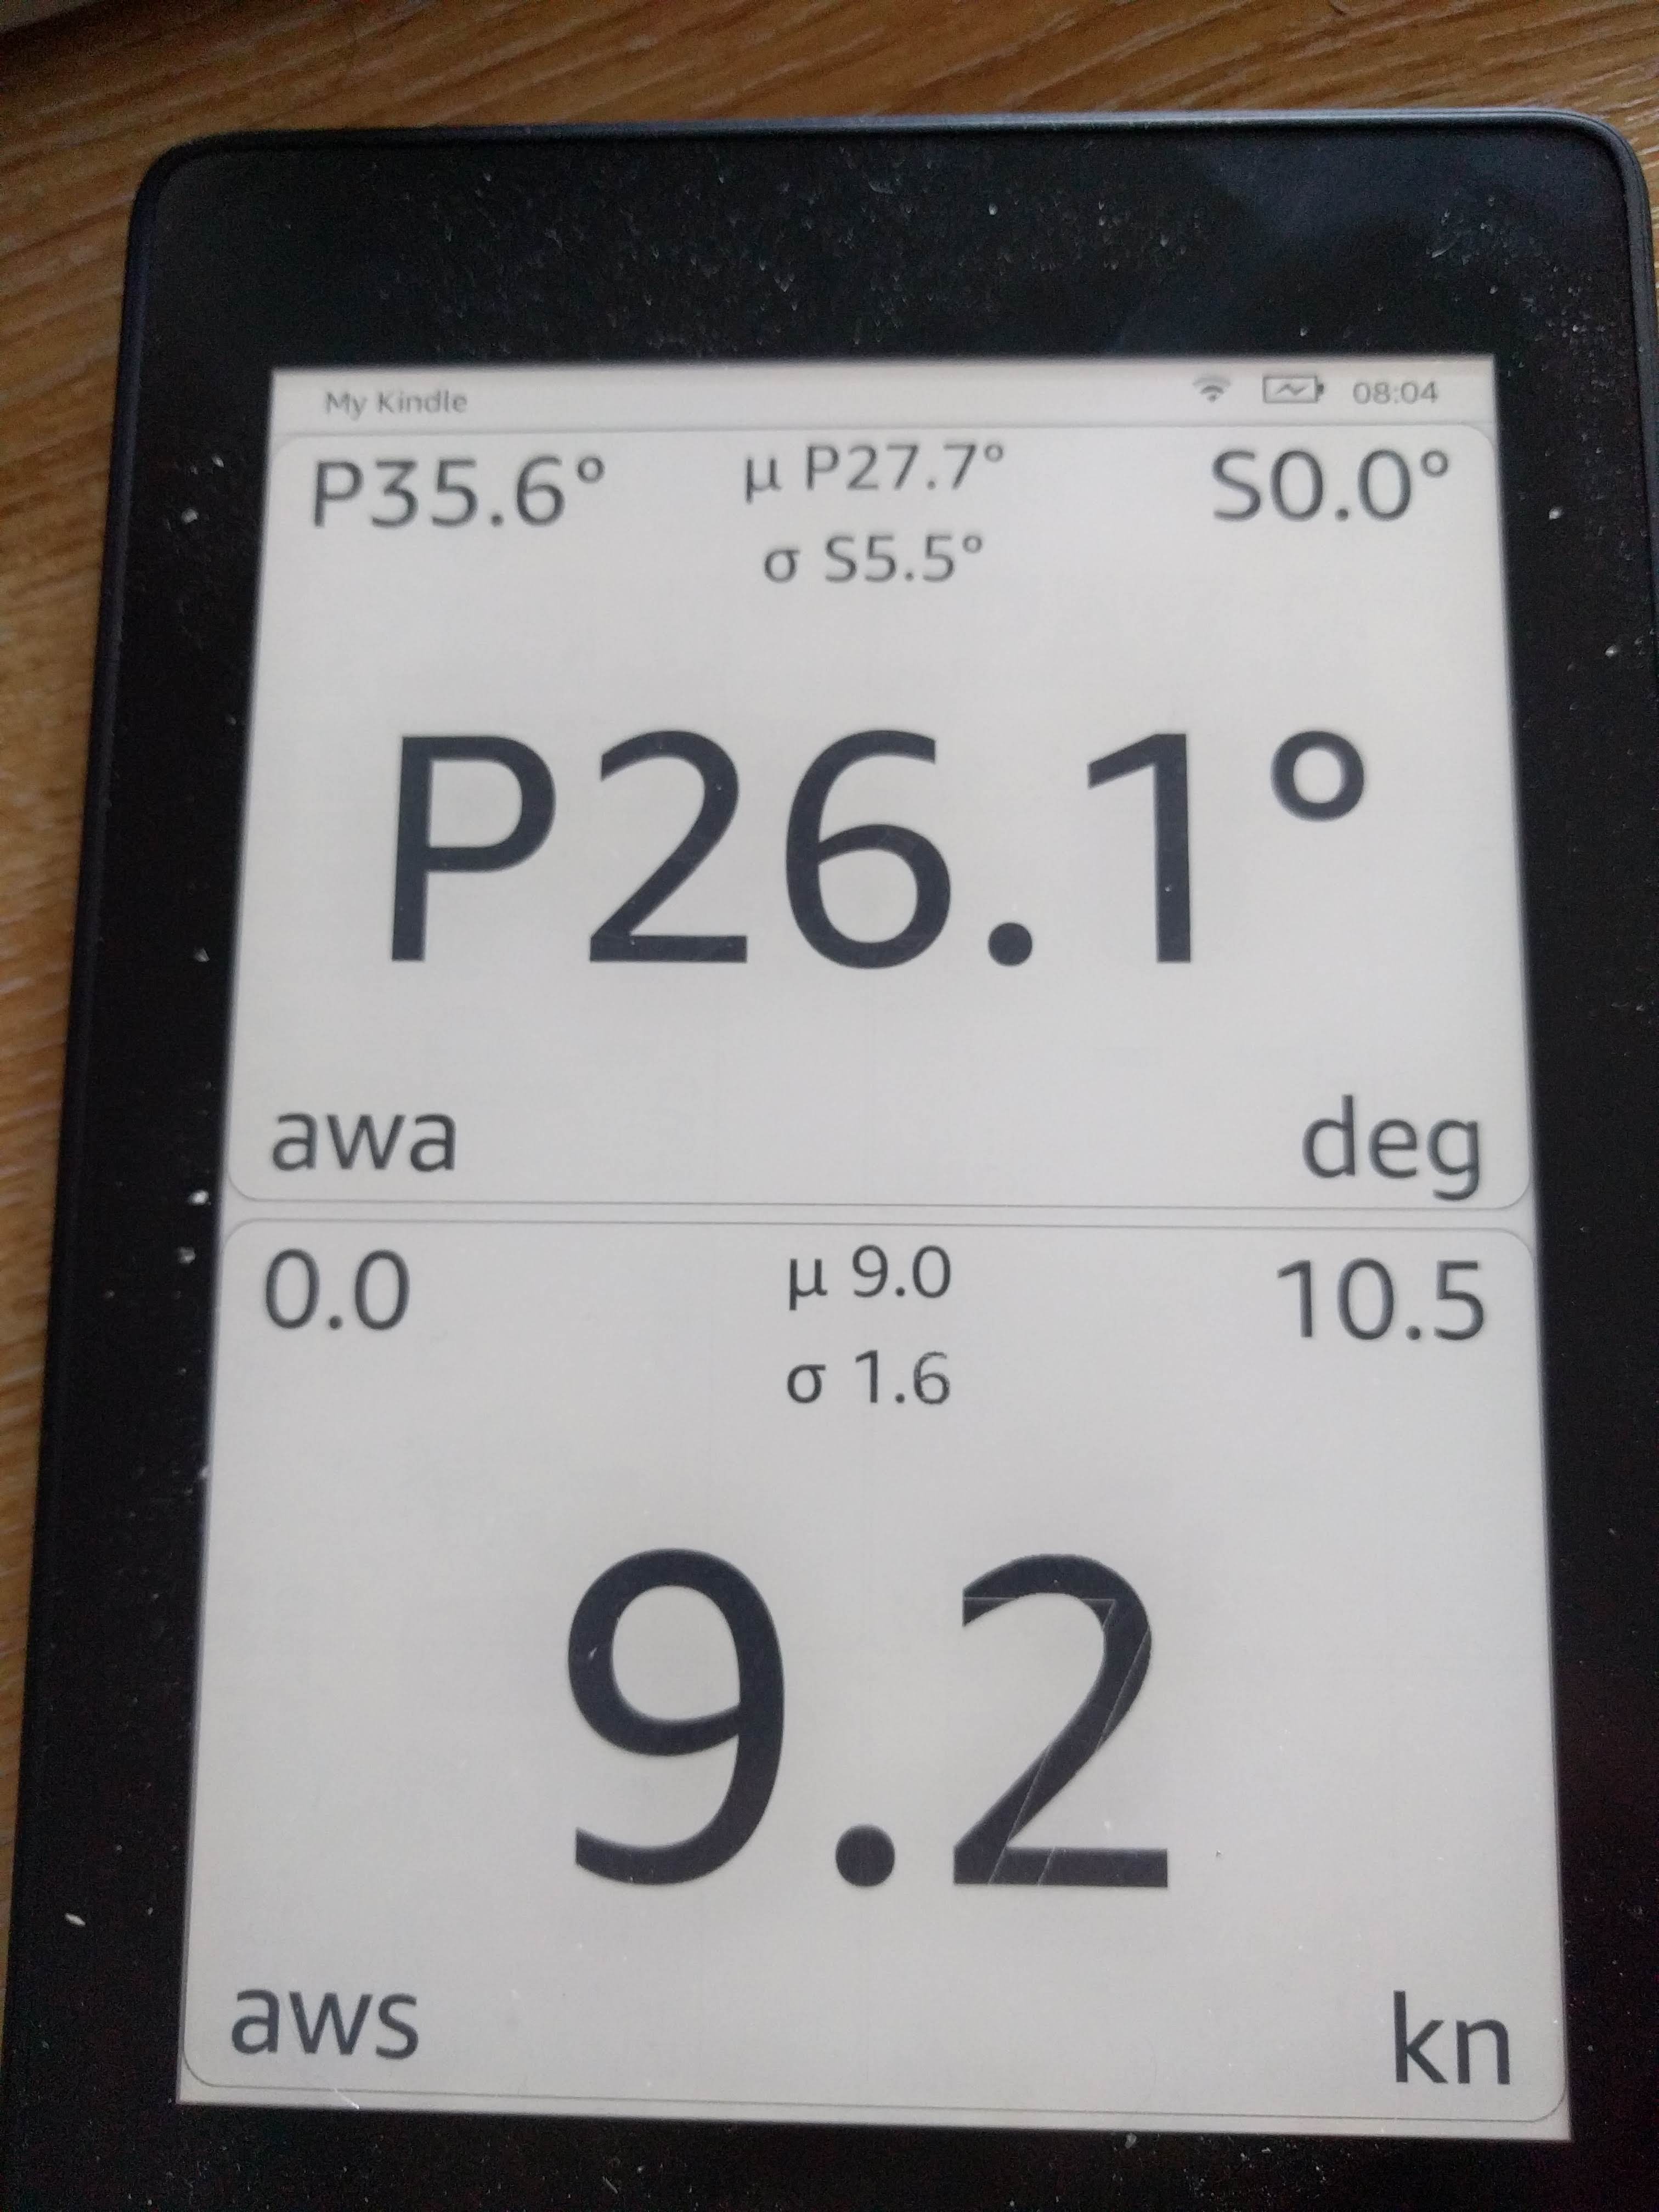 My Kindle 08:04
P35.6° μ P27.7° S0.0°
σ S5.5°
P26.1°
awa deg
0.0 μ 9.0 10.5
σ 1.6
9.2
aws kn